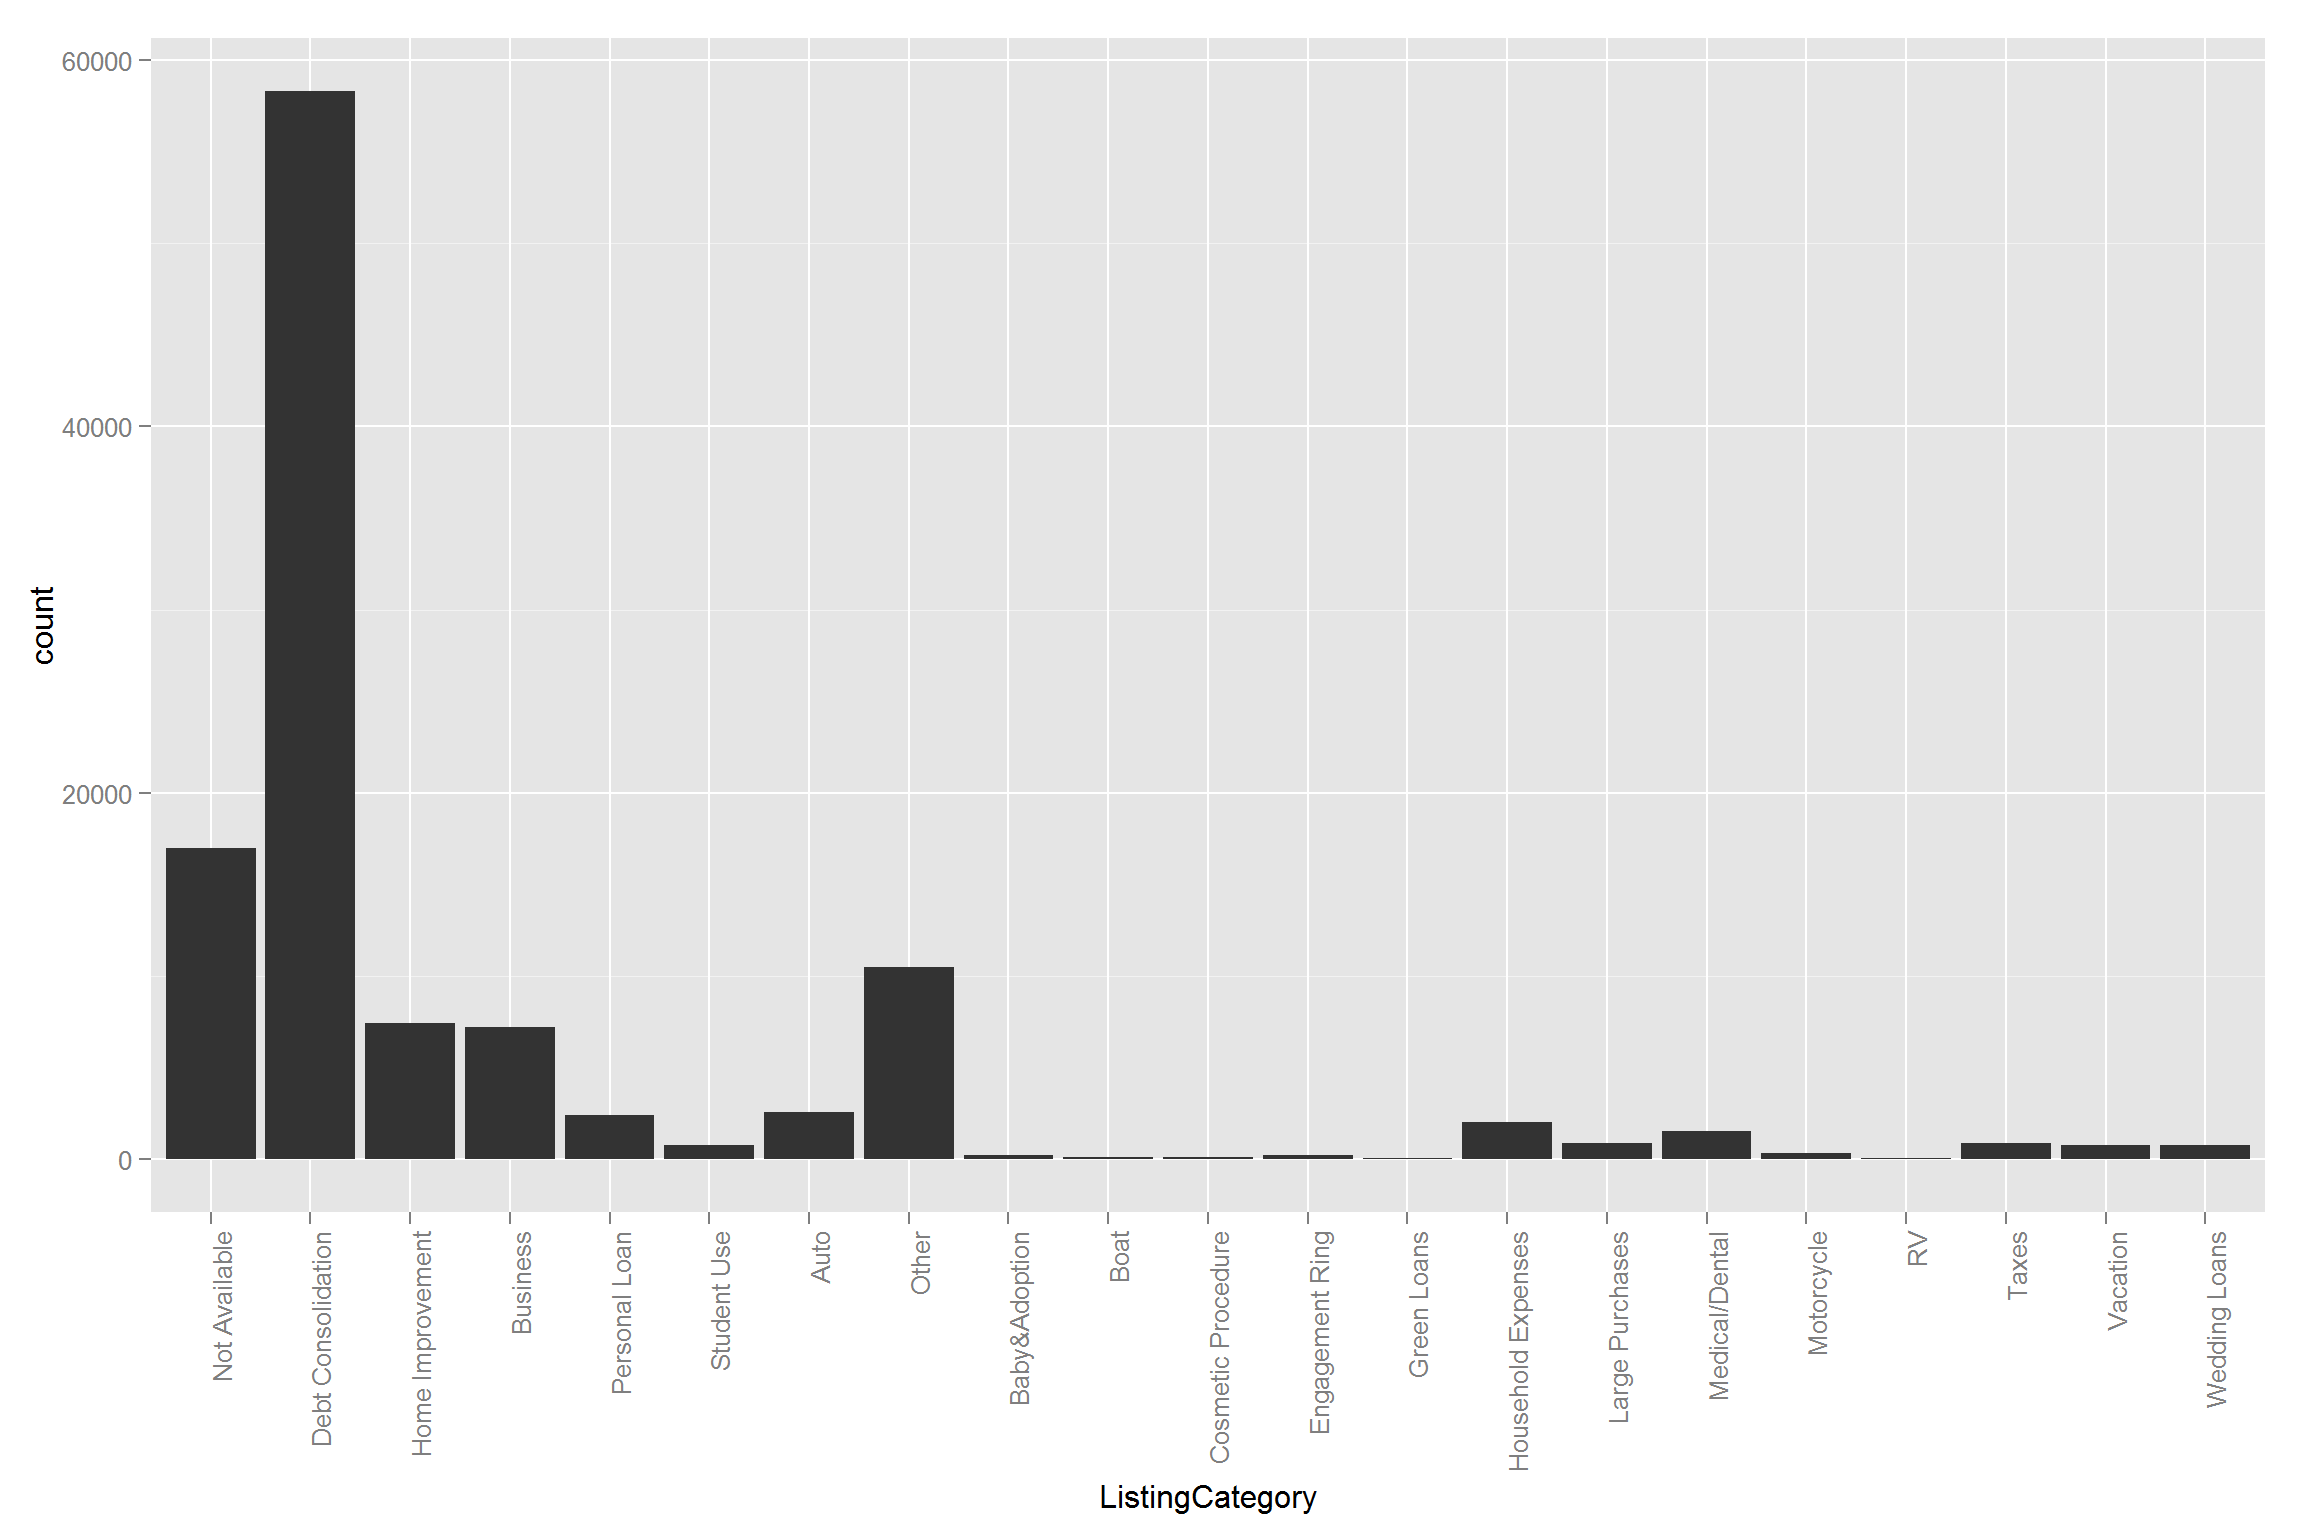 60000
40000
20000
0
count
Not Available
Debt Consolidation
Home Improvement
Business
Personal Loan
Student Use
Auto
Other
Baby&Adoption
Boat
Cosmetic Procedure
Engagement Ring
Green Loans
Household Expenses
Large Purchases
Medical/Dental
Motorcycle
RV
Taxes
Vacation
Wedding Loans
ListingCategory